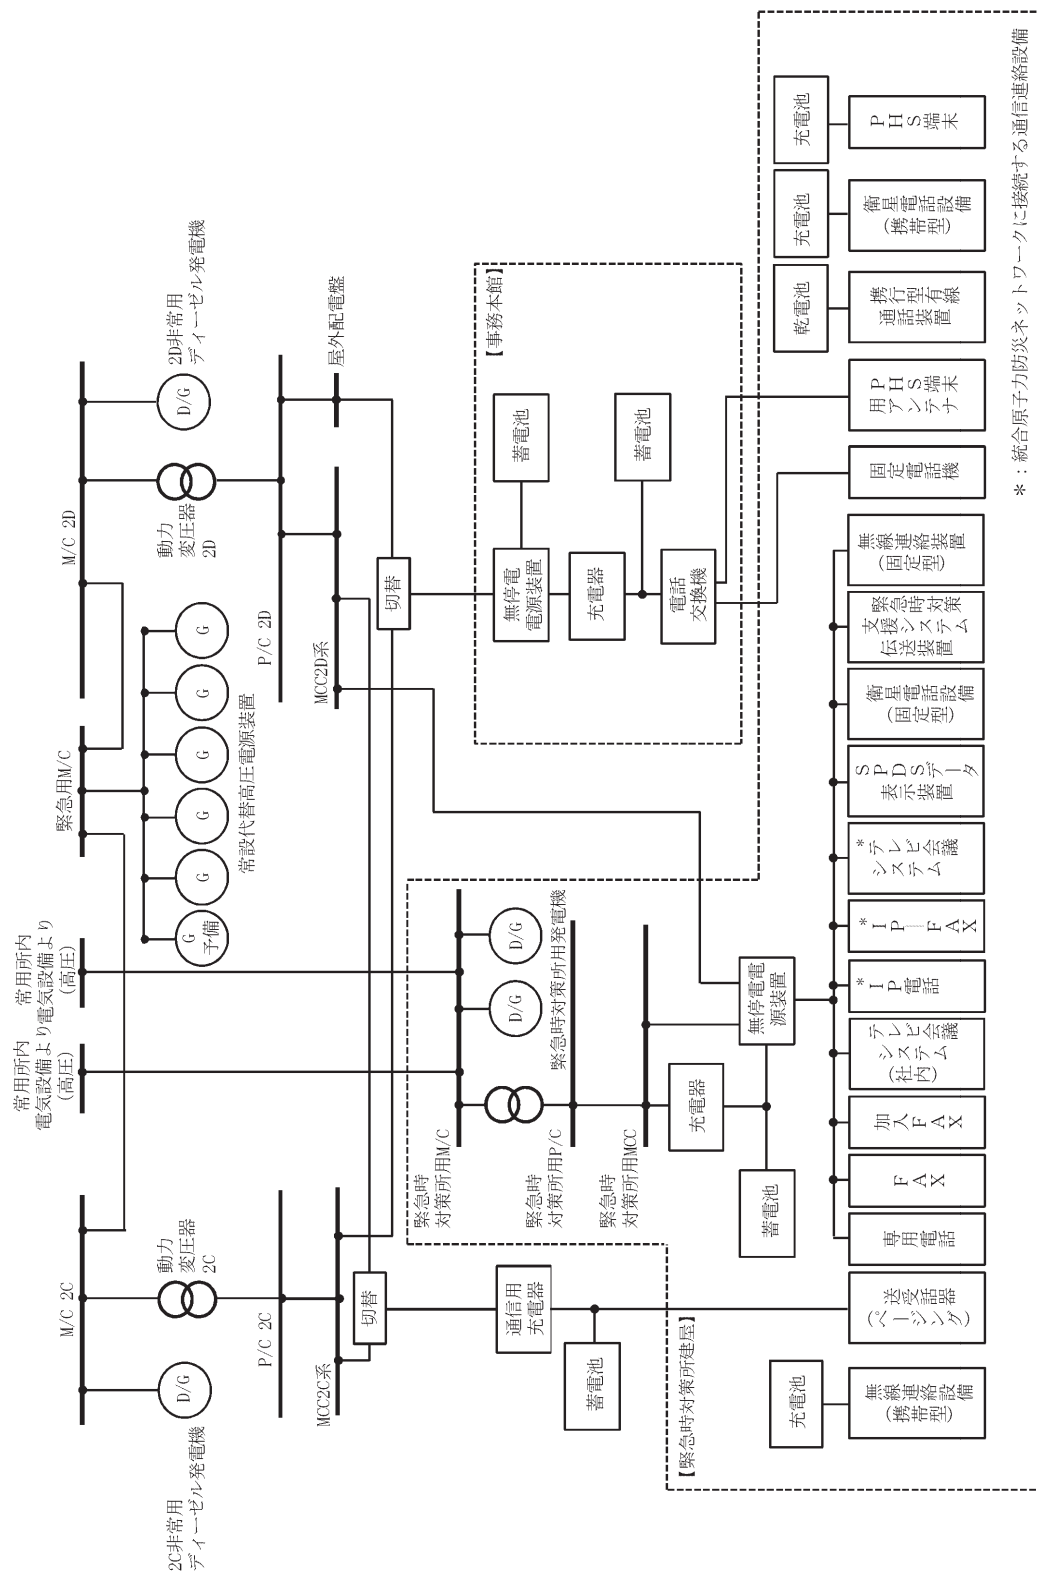 2C非常用
ディーゼル発電機
D/G
M/C 2C
動力
変圧器
2C
P/C 2C
MCC2C系
切替
通信用
充電器
蓄電池
常用所内
電気設備より
(高圧)
常用所内
電気設備より
(高圧)
緊急用M/C
G
予備
G
G
G
G
G
常設代替高圧電源装置
M/C 2D
動力
変圧器
2D
D/G
2D非常用
ディーゼル発電機
P/C 2D
MCC2D系
屋外配電盤
切替
【事務本館】
無停電
電源装置
蓄電池
充電器
蓄電池
電話
交換機
緊急時
対策所用M/C
D/G
D/G
緊急時対策所用発電機
緊急時
対策所用P/C
緊急時
対策所用MCC
充電器
無停電電
源装置
蓄電池
【緊急時対策所建屋】
充電池
無線連絡設備
(携帯型)
送受話器
(ページング)
専用電話
FAX
加入FAX
テレビ会議
システム
(社内)
*IP電話
*IP-FAX
*テレビ会議
システム
SPDSデータ
表示装置
衛星電話設備
(固定型)
緊急時対策
支援システム
伝送装置
無線連絡装置
(固定型)
固定電話機
PHS端末
用アンテナ
乾電池
携行型有線
通話装置
充電池
衛星電話設備
(携帯型)
充電池
PHS端末
*：統合原子力防災ネットワークに接続する通信連絡設備